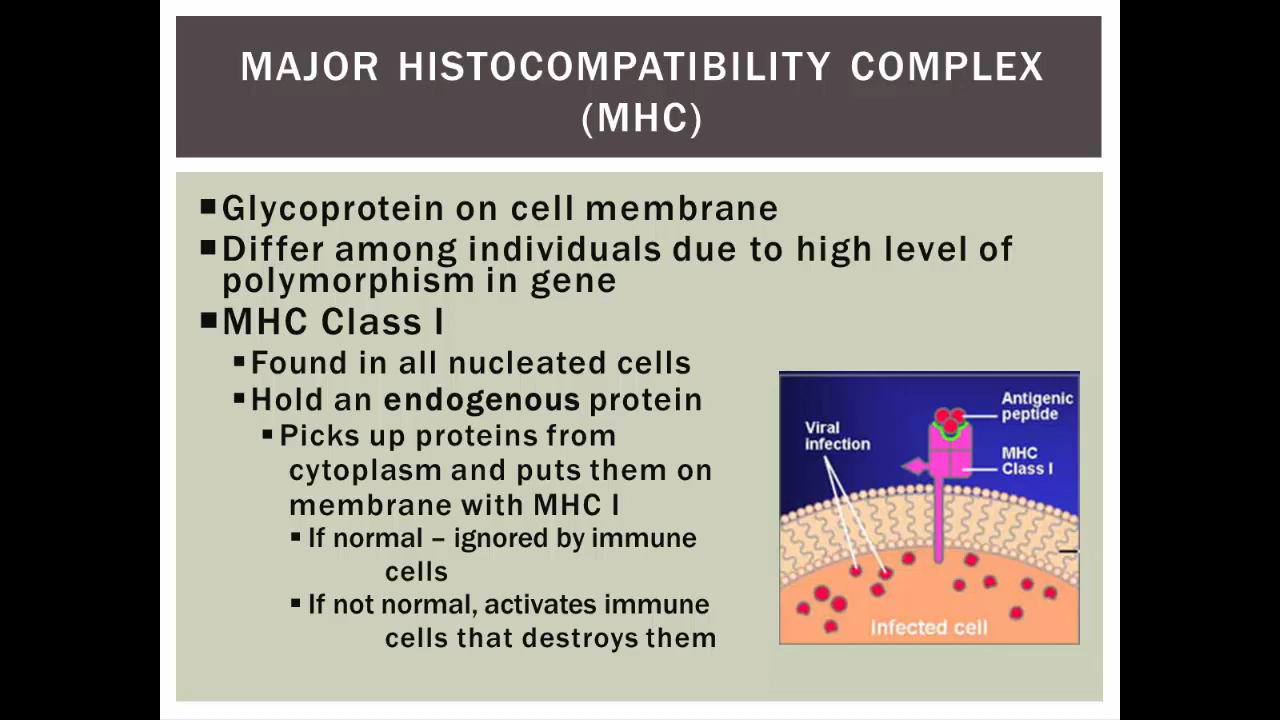 MAJOR HISTOCOMPATIBILITY COMPLEX
(MHC)
▪Glycoprotein on cell membrane
▪Differ among individuals due to high level of
polymorphism in gene
▪MHC Class I
▪Found in all nucleated cells
▪Hold an endogenous protein
▪Picks up proteins from
cytoplasm and puts them on
membrane with MHC I
▪If normal – ignored by immune
cells
▪If not normal, activates immune
cells that destroys them
Antigenic
peptide
Viral
infection
MHC
Class I
Infected cell